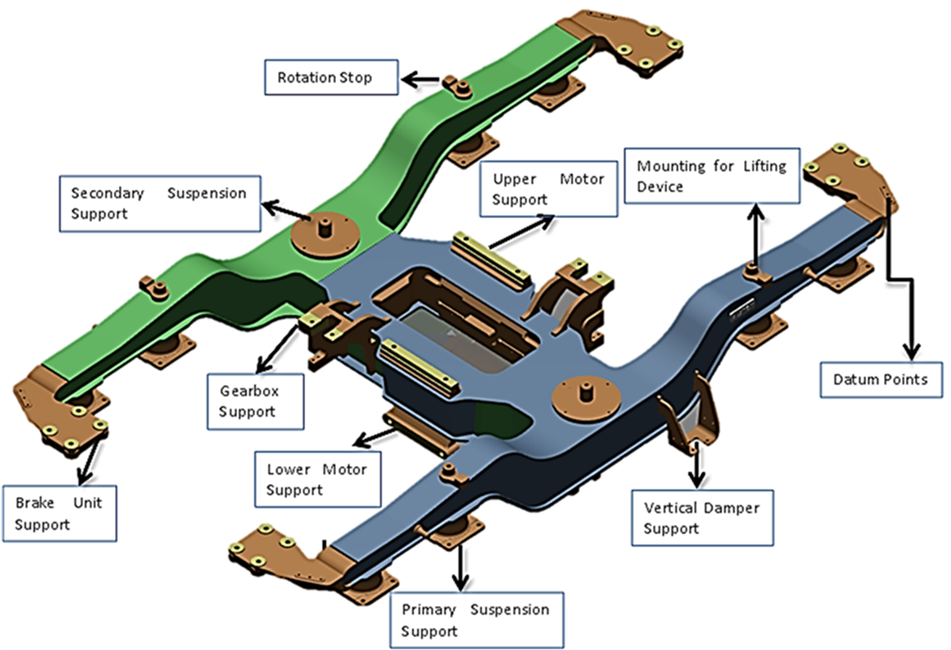 Rotation Stop
Secondary Suspension
Support
Upper Motor
Support
Mounting for Lifting
Device
Gearbox
Support
Datum Points
Lower Motor
Support
Brake Unit
Support
Vertical Damper
Support
Primary Suspension
Support